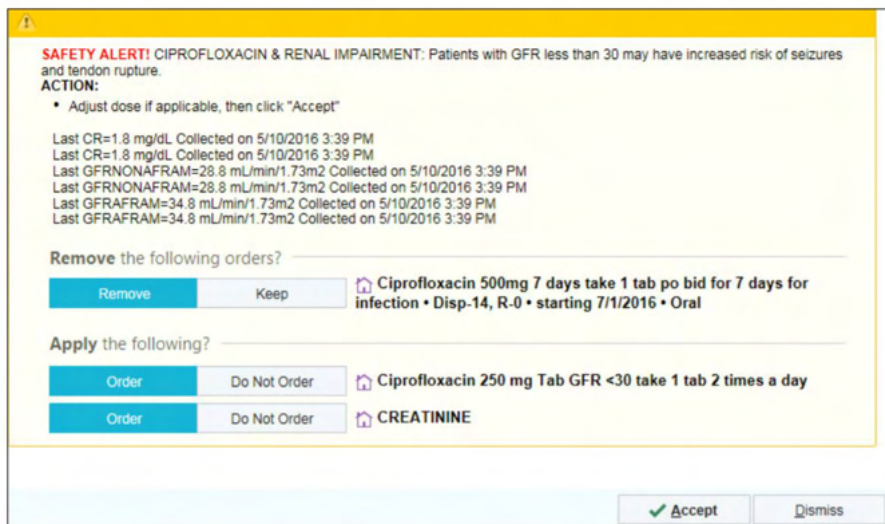 SAFETY ALERT! CIPROFLOXACIN & RENAL IMPAIRMENT: Patients with GFR less than 30 may have increased risk of seizures
and tendon rupture.
ACTION:
• Adjust dose if applicable, then click "Accept"
Last CR=1.8 mg/dL Collected on 5/10/2016 3:39 PM
Last CR=1.8 mg/dL Collected on 5/10/2016 3:39 PM
Last GFRNONAFRAM=28.8 mL/min/1.73m2 Collected on 5/10/2016 3:39 PM
Last GFRNONAFRAM=28.8 mL/min/1.73m2 Collected on 5/10/2016 3:39 PM
Last GFRAFRAM=34.8 mL/min/1.73m2 Collected on 5/10/2016 3:39 PM
Last GFRAFRAM=34.8 mL/min/1.73m2 Collected on 5/10/2016 3:39 PM
Remove the following orders?
Remove Keep Ciprofloxacin 500mg 7 days take 1 tab po bid for 7 days for
infection • Disp-14, R-0 • starting 7/1/2016 • Oral
Apply the following?
Order Do Not Order Ciprofloxacin 250 mg Tab GFR <30 take 1 tab 2 times a day
Order Do Not Order CREATININE
Accept Dismiss